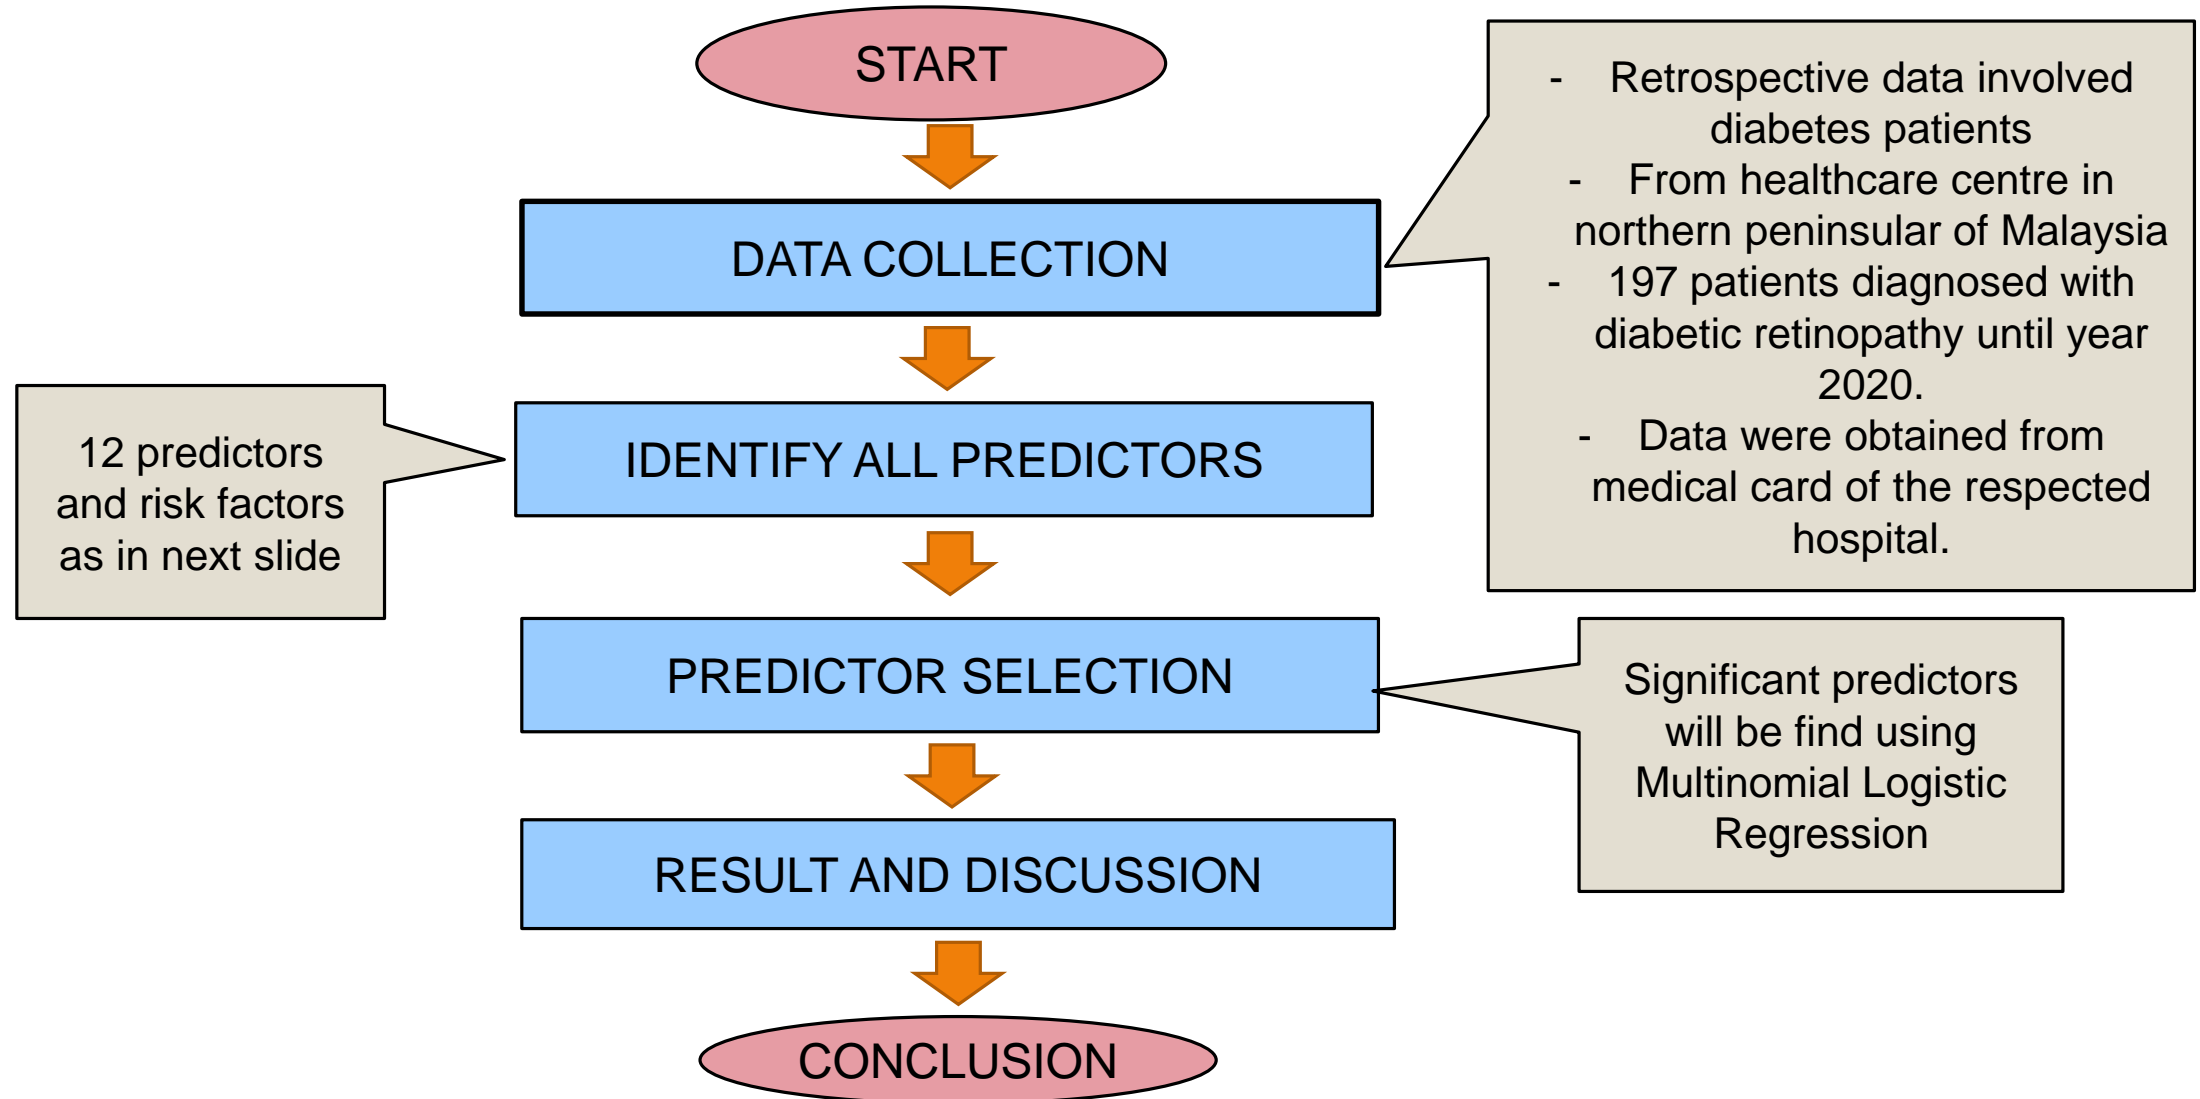 START
- Retrospective data involved
diabetes patients
- From healthcare centre in
northern peninsular of Malaysia
- 197 patients diagnosed with
diabetic retinopathy until year
2020.
- Data were obtained from
medical card of the respected
hospital.
DATA COLLECTION
12 predictors
and risk factors
as in next slide
IDENTIFY ALL PREDICTORS
PREDICTOR SELECTION
Significant predictors
will be find using
Multinomial Logistic
Regression
RESULT AND DISCUSSION
CONCLUSION